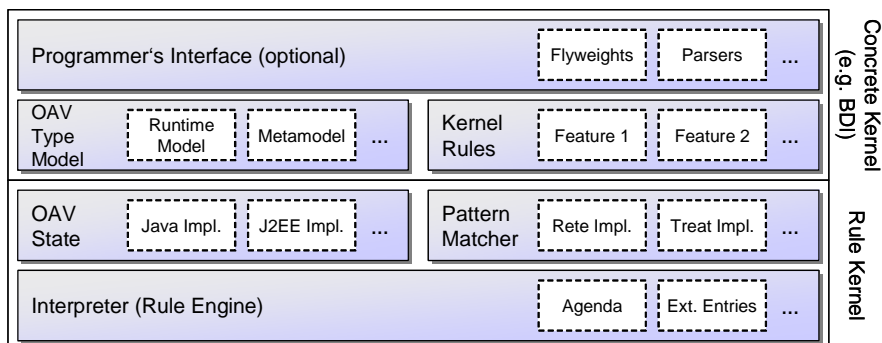 Programmer‘s Interface (optional)
Flyweights
Parsers
...
OAV
Type
Model
Runtime
Model
Metamodel
...
Kernel
Rules
Feature 1
Feature 2
...
Concrete Kernel
(e.g. BDI)
OAV
State
Java Impl.
J2EE Impl.
...
Pattern
Matcher
Rete Impl.
Treat Impl.
...
Interpreter (Rule Engine)
Agenda
Ext. Entries
...
Rule Kernel